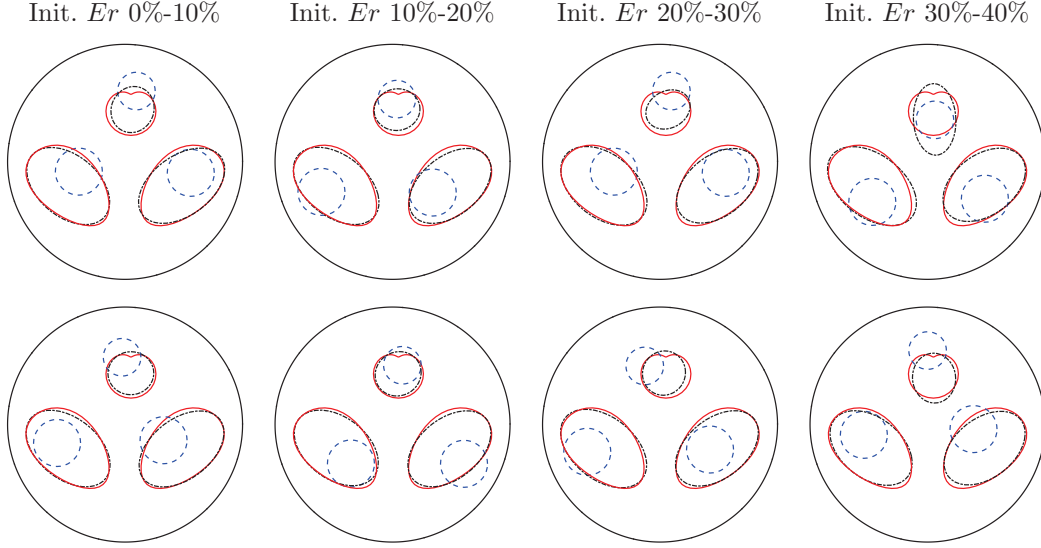 Init. Er 0%-10%
Init. Er 10%-20%
Init. Er 20%-30%
Init. Er 30%-40%